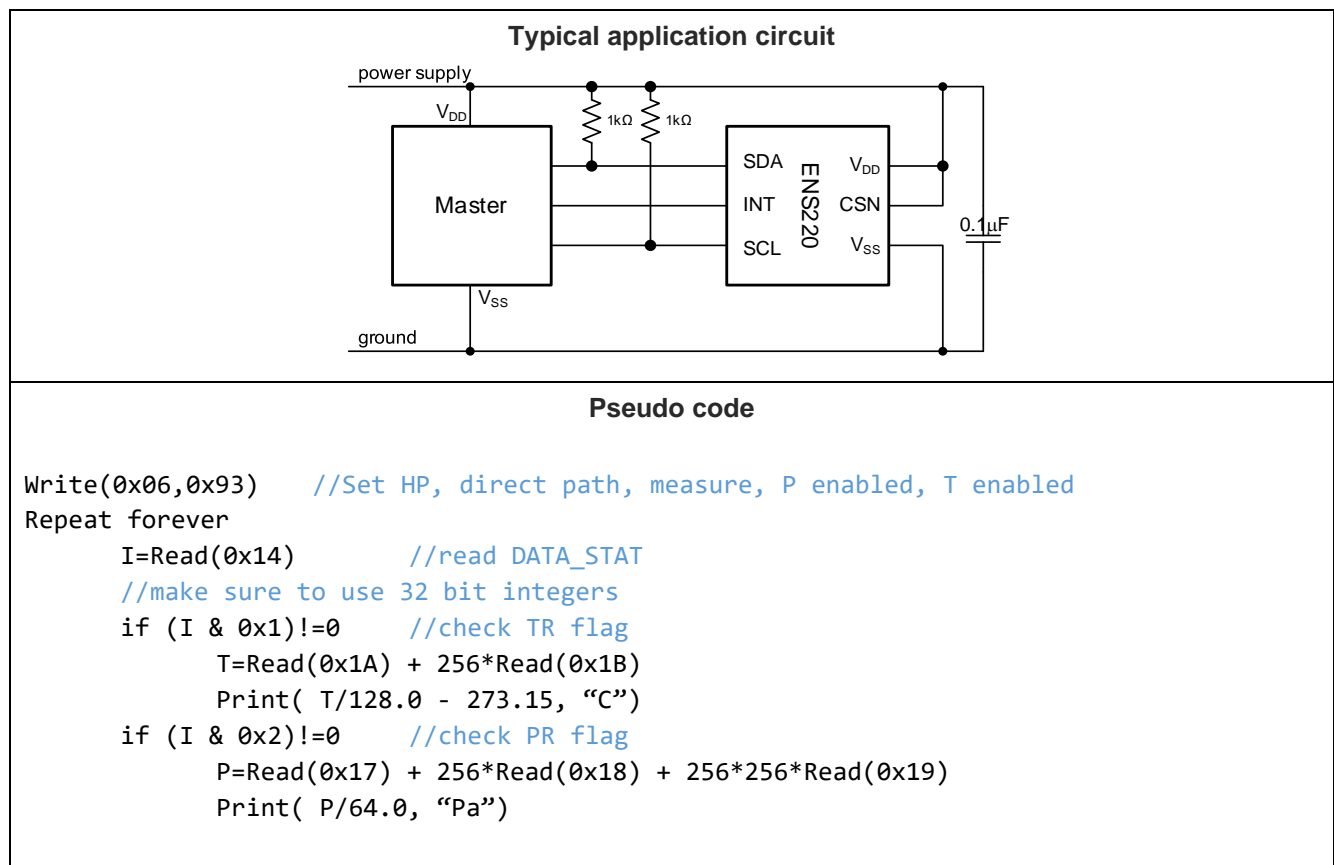 Typical application circuit
power supply
VDD
1kΩ 1kΩ
Master
SDA
INT
SCL
ENS220
VDD
CSN
VSS
0.1μF
VSS
ground
Pseudo code
Write(0x06,0x93) //Set HP, direct path, measure, P enabled, T enabled
Repeat forever
I=Read(0x14) //read DATA_STAT
//make sure to use 32 bit integers
if (I & 0x1)!=0 //check TR flag
T=Read(0x1A) + 256*Read(0x1B)
Print( T/128.0 - 273.15, “C”)
if (I & 0x2)!=0 //check PR flag
P=Read(0x17) + 256*Read(0x18) + 256*256*Read(0x19)
Print( P/64.0, “Pa”)